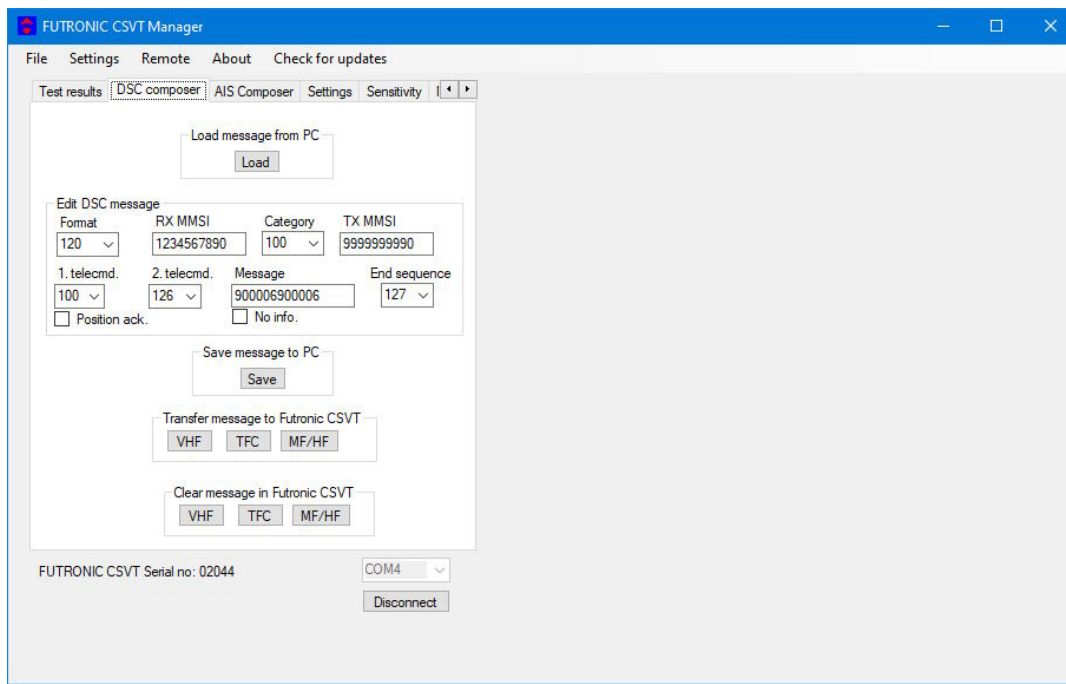 FUTRONIC CSVT Manager
File Settings Remote About Check for updates
Test results DSC composer AIS Composer Settings Sensitivity
Load message from PC
Load
Edit DSC message
Format RX MMSI Category TX MMSI
120 1234567890 100 9999999990
1. telecmd. 2. telecmd. Message End sequence
100 126 900006900006 127
Position ack. No info.
Save message to PC
Save
Transfer message to Futronic CSVT
VHF TFC MF/HF
Clear message in Futronic CSVT
VHF TFC MF/HF
FUTRONIC CSVT Serial no: 02044 COM4
Disconnect